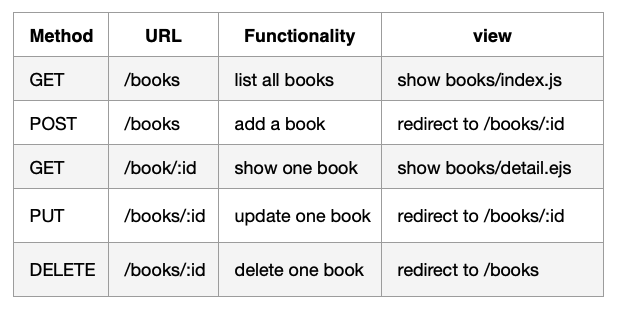 Method URL Functionality view
GET /books list all books show books/index.js
POST /books add a book redirect to /books/:id
GET /book/:id show one book show books/detail.ejs
PUT /books/:id update one book redirect to /books/:id
DELETE /books/:id delete one book redirect to /books